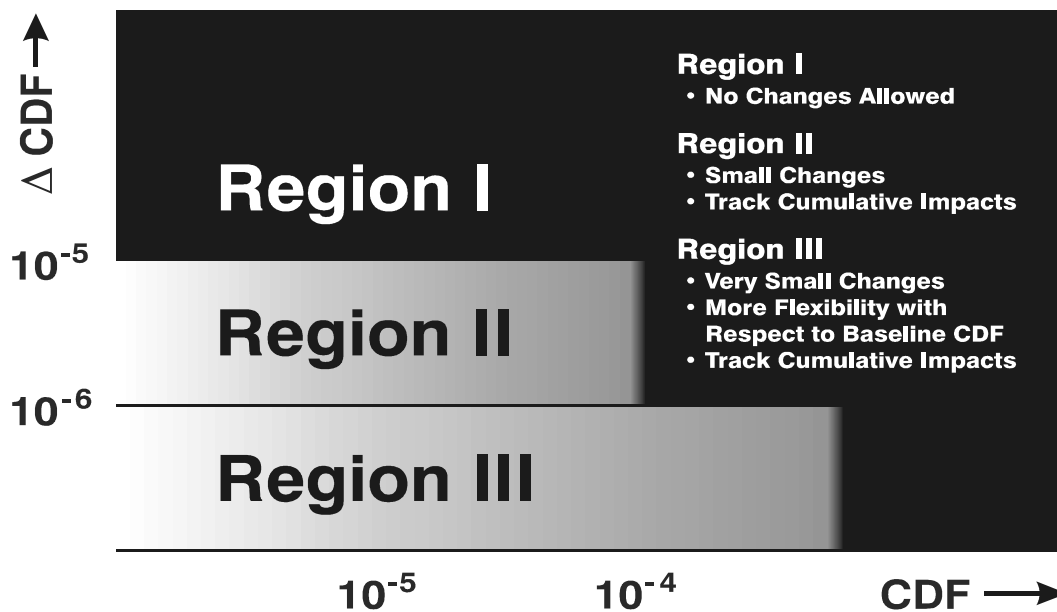 Δ CDF →
Region I
• No Changes Allowed
Region II
• Small Changes
• Track Cumulative Impacts
Region III
• Very Small Changes
• More Flexibility with
Respect to Baseline CDF
• Track Cumulative Impacts
Region I
10⁻⁵
Region II
10⁻⁶
Region III
10⁻⁵
10⁻⁴
CDF →